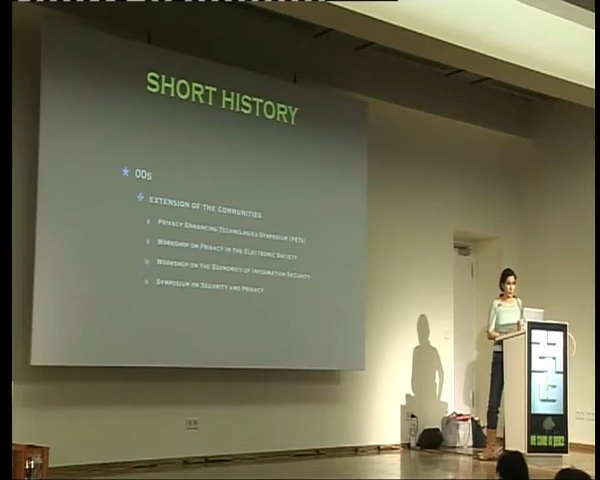 SHORT HISTORY
00s
EXTENSION OF THE COMMUNITIES
PRIVACY ENHANCING TECHNOLOGIES SYMPOSIUM (PETS)
WORKSHOP ON PRIVACY IN THE ELECTRONIC SOCIETY
WORKSHOP ON THE ECONOMICS OF INFORMATION SECURITY
SYMPOSIUM ON SECURITY AND PRIVACY